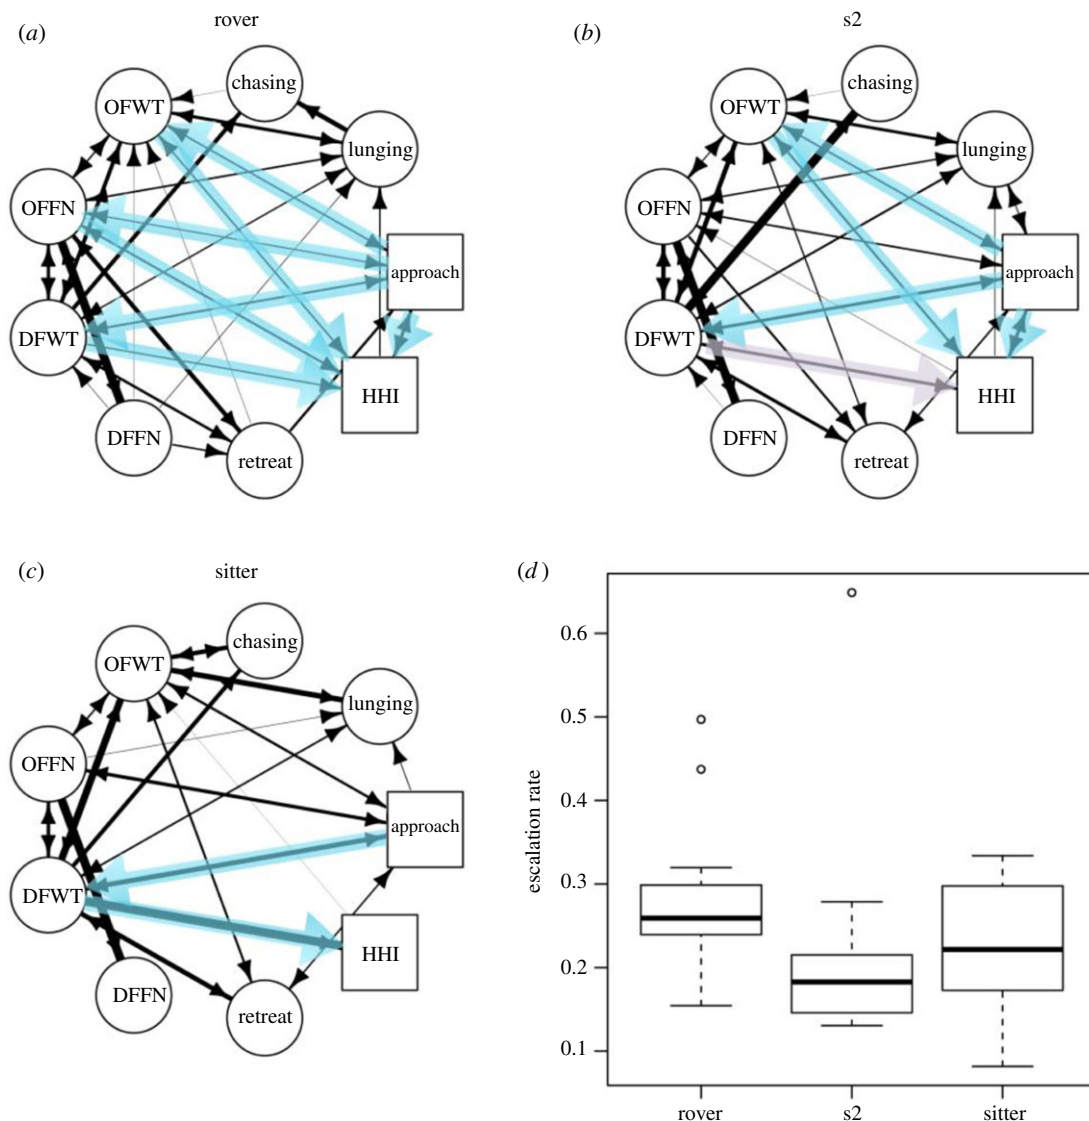 (a)
rover
OFWT
chasing
lunging
OFFN
approach
DFWT
HHI
DFFN
retreat
(b)
s2
OFWT
chasing
lunging
OFFN
approach
DFWT
HHI
DFFN
retreat
(c)
sitter
OFWT
chasing
lunging
OFFN
approach
DFWT
HHI
DFFN
retreat
(d)
escalation rate
0.6
0.5
0.4
0.3
0.2
0.1
rover s2 sitter